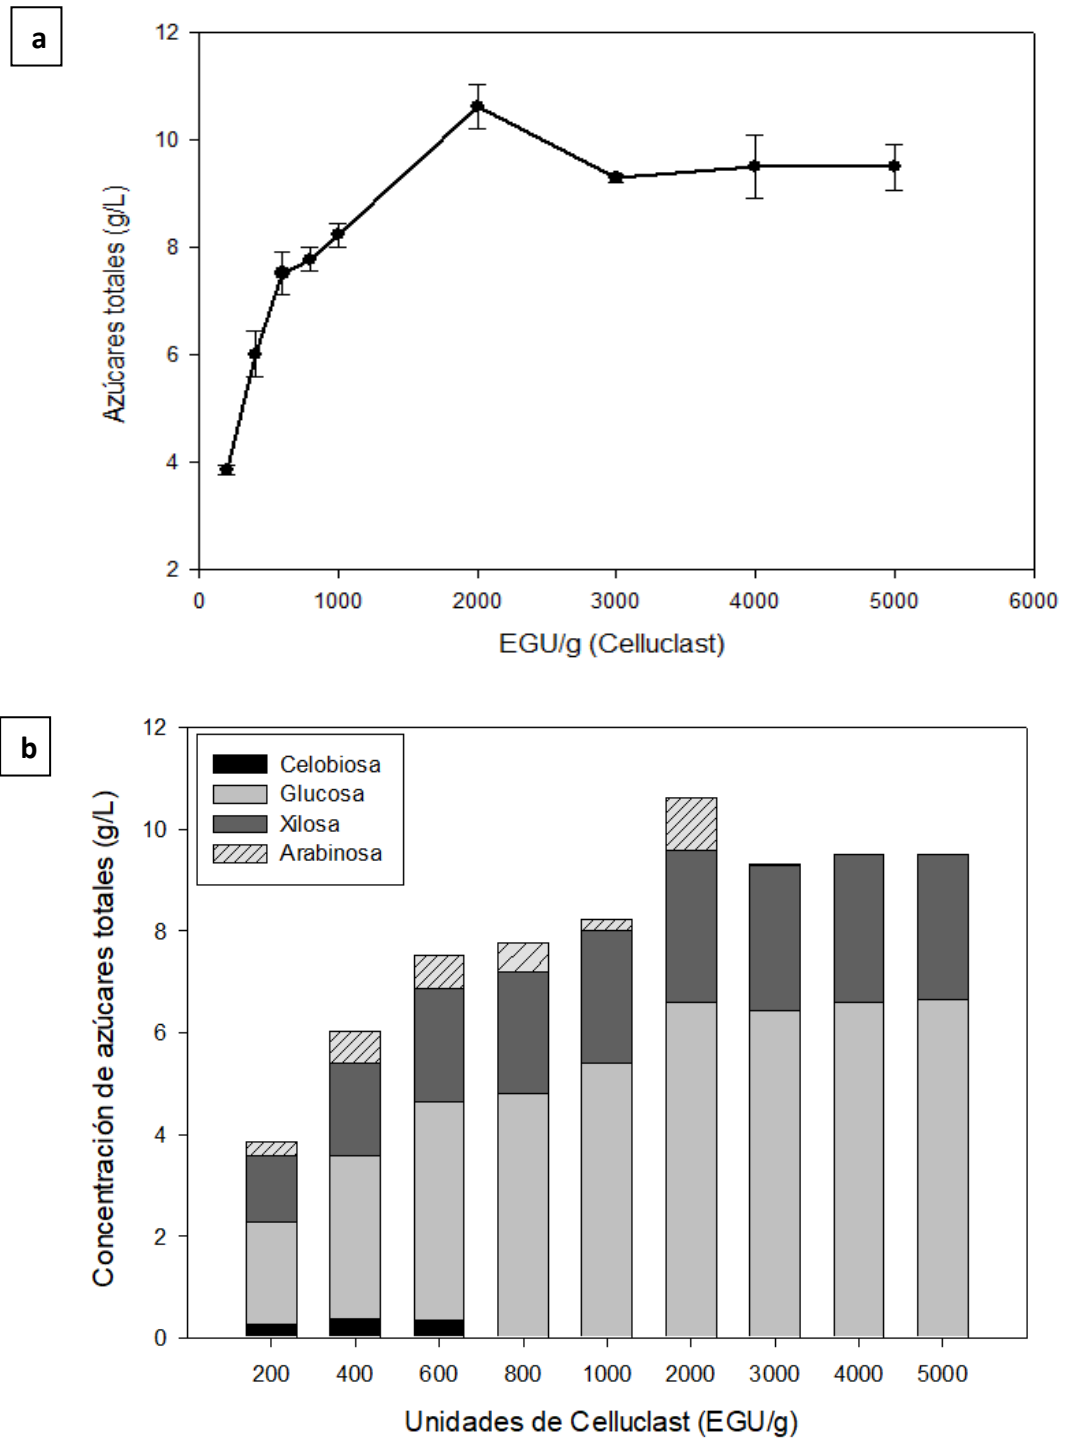 a
12
10
8
6
4
2
Azúcares totales (g/L)
0 1000 2000 3000 4000 5000 6000
EGU/g (Celluclast)
b
12
10
8
6
4
2
0
Concentración de azúcares totales (g/L)
Celobiosa
Glucosa
Xilosa
Arabinosa
200 400 600 800 1000 2000 3000 4000 5000
Unidades de Celluclast (EGU/g)